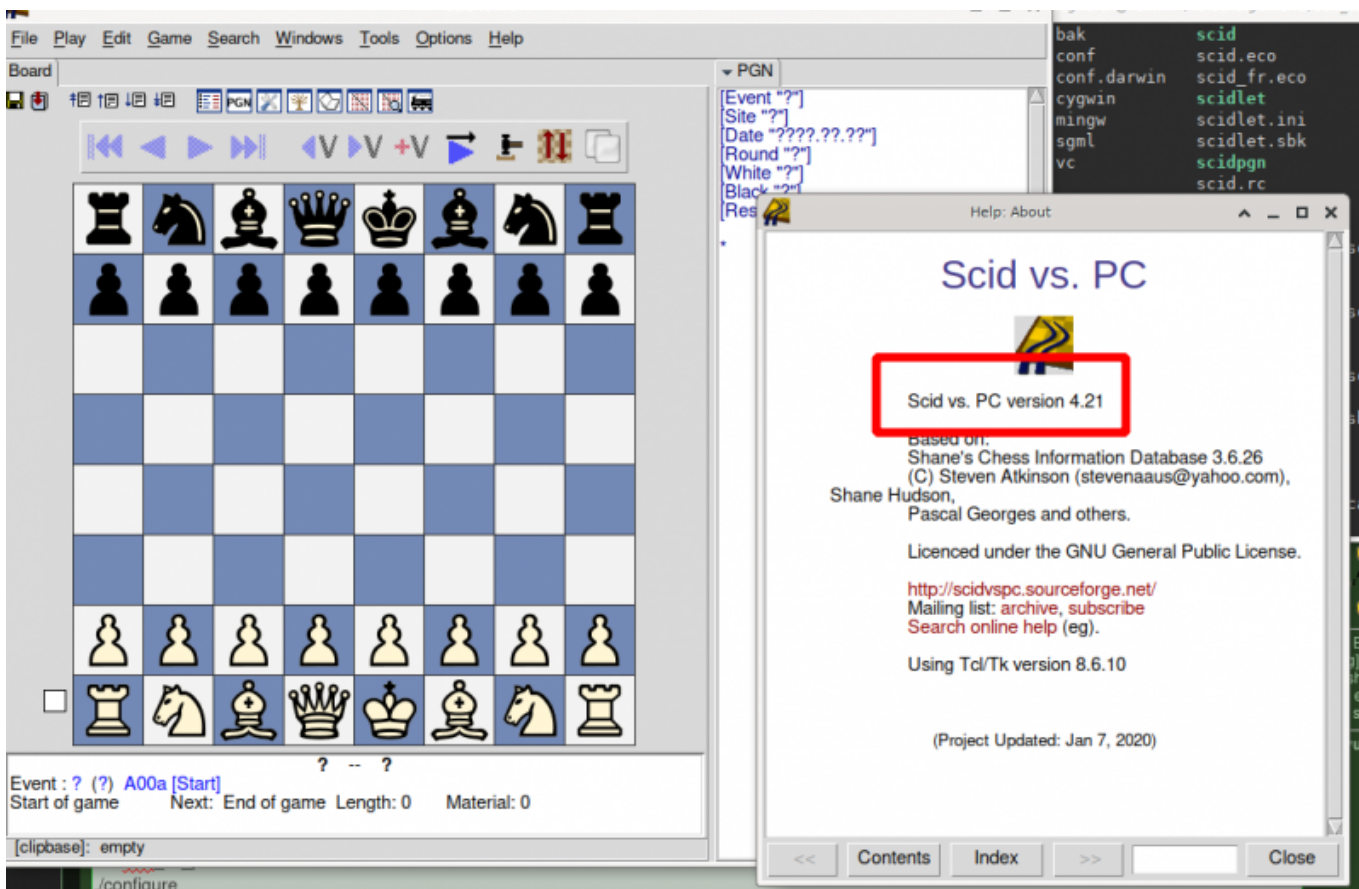 File Play Edit Game Search Windows Tools Options Help
Board
PGN
PGN
V V +V
[Event "?"]
[Site "?"]
[Date "????.??.??"]
[Round "?"]
[White "?"]
[Black "?"]
[Res
*
? -- ?
Event : ? (?) A00a [Start]
Start of game Next: End of game Length: 0 Material: 0
[clipbase]: empty
/configure
bak scid
conf scid.eco
conf.darwin scid_fr.eco
cygwin scidlet
mingw scidlet.ini
sgml scidlet.sbk
vc scidpgn
scid.rc
Help: About
Scid vs. PC
Scid vs. PC version 4.21
Based on:
Shane's Chess Information Database 3.6.26
(C) Steven Atkinson (stevenaaus@yahoo.com),
Shane Hudson,
Pascal Georges and others.
Licenced under the GNU General Public License.
http://scidvspc.sourceforge.net/
Mailing list: archive, subscribe
Search online help (eg).
Using Tcl/Tk version 8.6.10
(Project Updated: Jan 7, 2020)
<< Contents Index >> Close